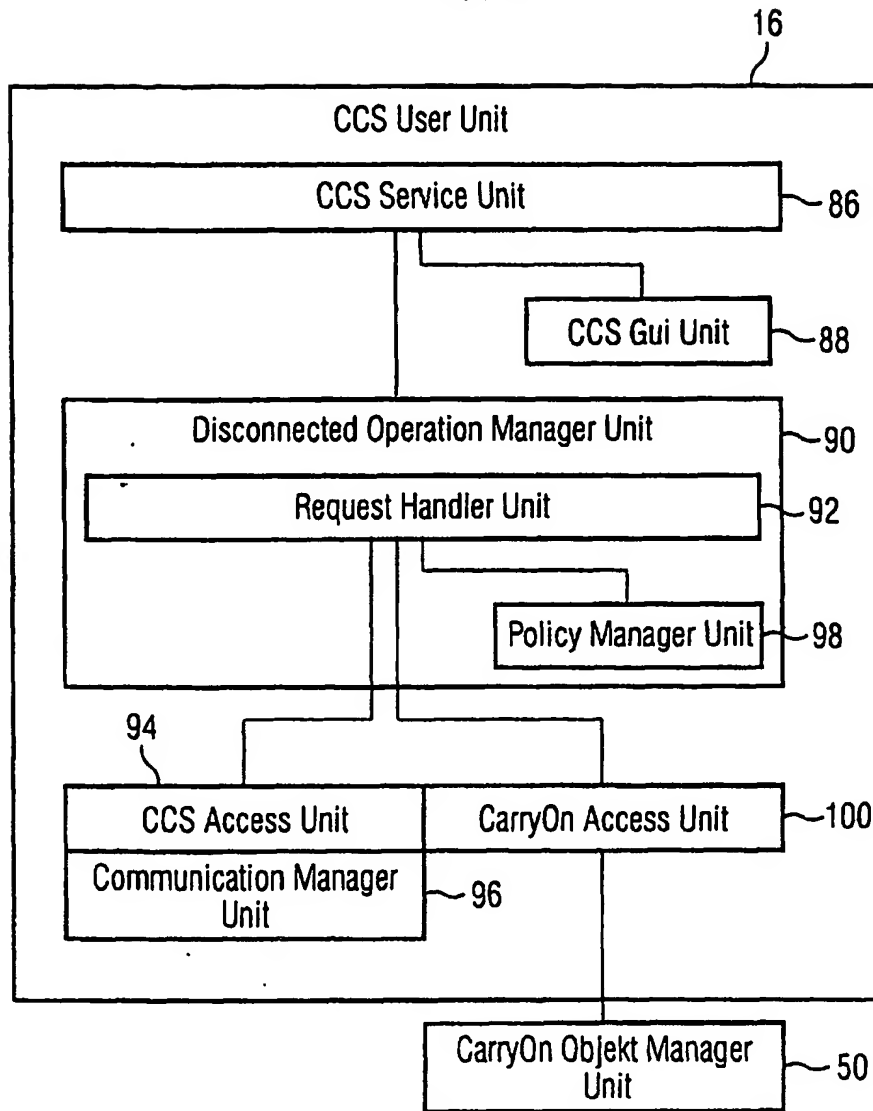 16
CCS User Unit
CCS Service Unit
86
CCS Gui Unit
88
Disconnected Operation Manager Unit
90
Request Handler Unit
92
Policy Manager Unit
98
94
CCS Access Unit
CarryOn Access Unit
100
Communication Manager
Unit
96
CarryOn Objekt Manager
Unit
50